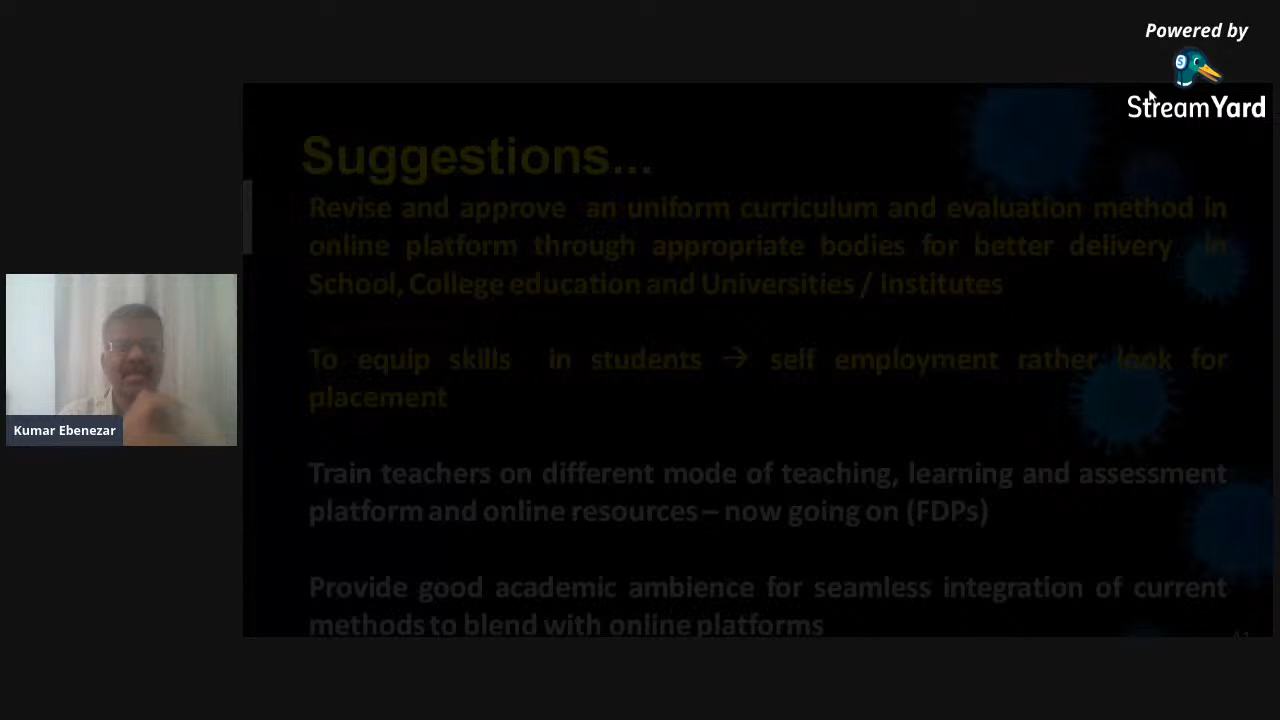 Powered by
StreamYard
Suggestions...
Revise and approve an uniform curriculum and evaluation method in
online platform through appropriate bodies for better delivery in
School, College education and Universities / Institutes
To equip skills in students → self employment rather look for
placement
Train teachers on different mode of teaching, learning and assessment
platform and online resources – now going on (FDPs)
Provide good academic ambience for seamless integration of current
methods to blend with online platforms
Kumar Ebenezar